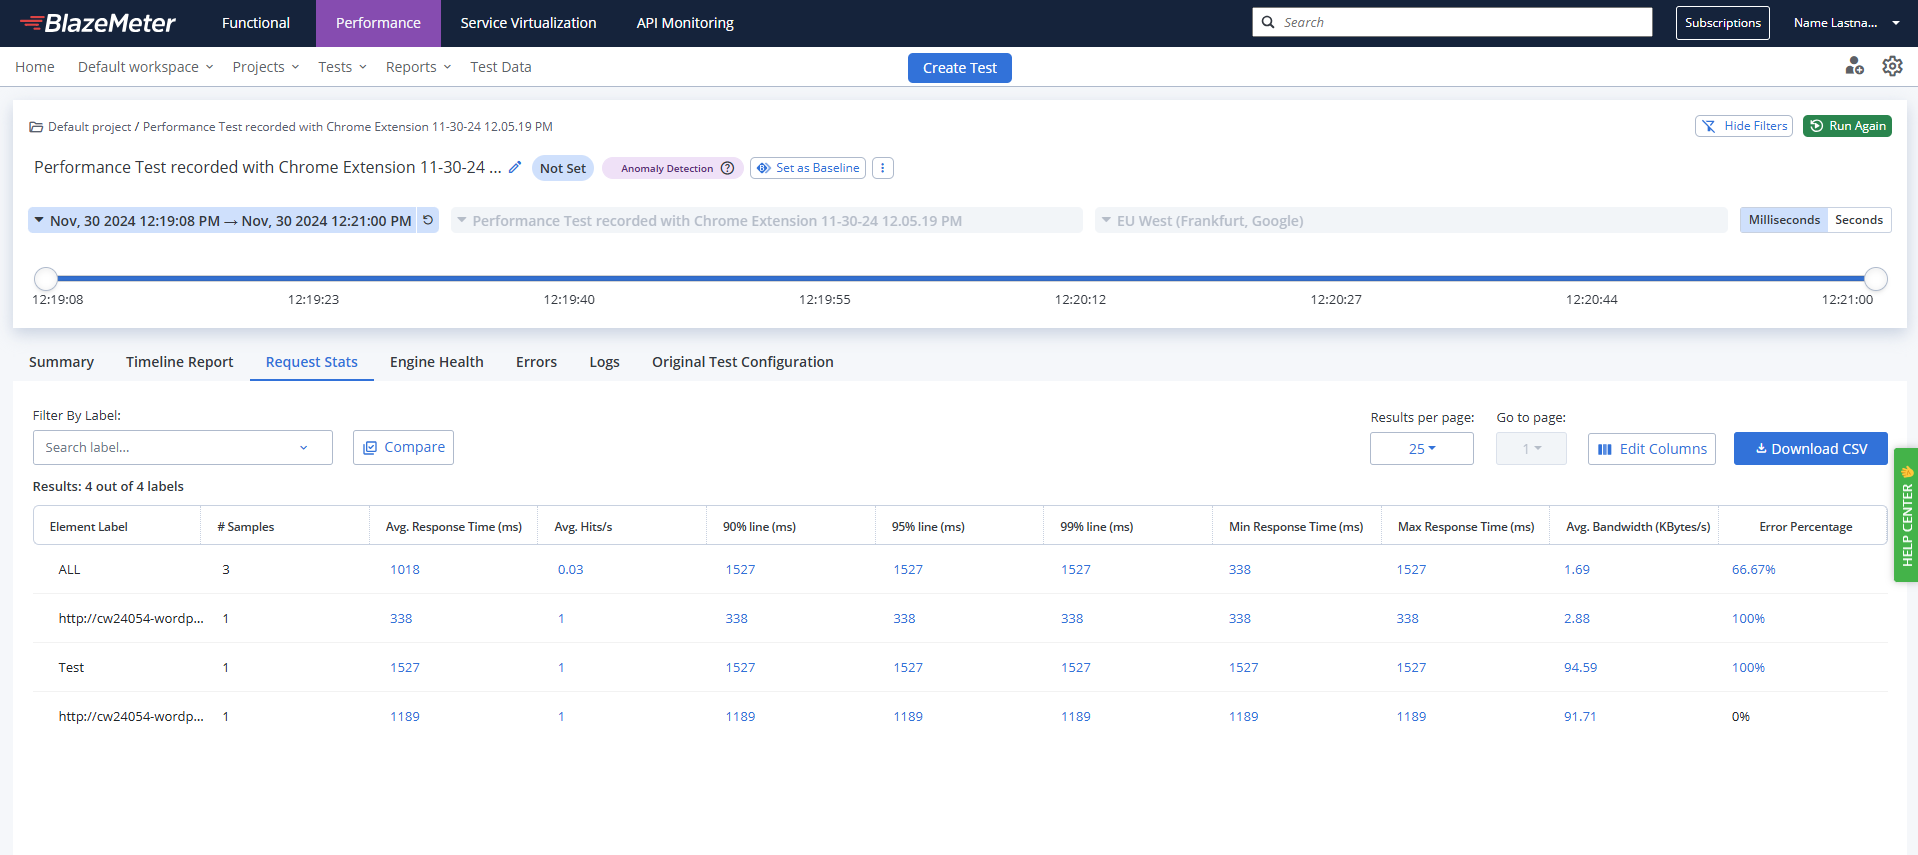 BlazeMeter Functional Performance Service Virtualization API Monitoring Search Subscriptions Name Lastna...
Home Default workspace Projects Tests Reports Test Data Create Test
Default project / Performance Test recorded with Chrome Extension 11-30-24 12.05.19 PM Hide Filters Run Again
Performance Test recorded with Chrome Extension 11-30-24 ... Not Set Anomaly Detection ? Set as Baseline
Nov, 30 2024 12:19:08 PM → Nov, 30 2024 12:21:00 PM Performance Test recorded with Chrome Extension 11-30-24 12.05.19 PM EU West (Frankfurt, Google) Milliseconds Seconds
12:19:08 12:19:23 12:19:40 12:19:55 12:20:12 12:20:27 12:20:44 12:21:00
Summary Timeline Report Request Stats Engine Health Errors Logs Original Test Configuration
Filter By Label: Results per page: Go to page:
Search label... Compare 25 1 Edit Columns Download CSV
Results: 4 out of 4 labels
Element Label # Samples Avg. Response Time (ms) Avg. Hits/s 90% line (ms) 95% line (ms) 99% line (ms) Min Response Time (ms) Max Response Time (ms) Avg. Bandwidth (KBytes/s) Error Percentage
ALL 3 1018 0.03 1527 1527 1527 338 1527 1.69 66.67%
http://cw24054-wordp... 1 338 1 338 338 338 338 338 2.88 100%
Test 1 1527 1 1527 1527 1527 1527 1527 94.59 100%
http://cw24054-wordp... 1 1189 1 1189 1189 1189 1189 1189 91.71 0%
HELP CENTER